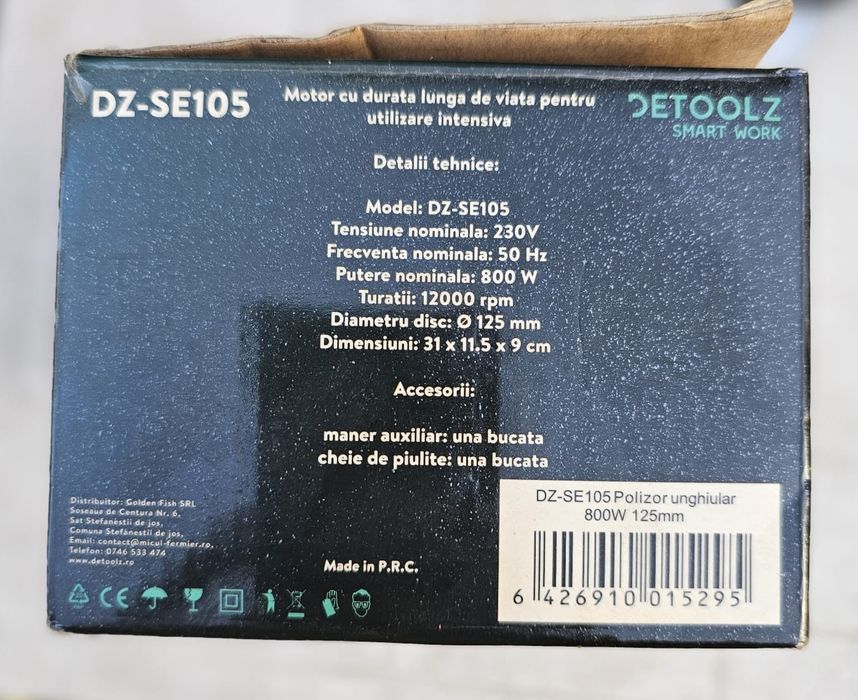 DZ-SE105
Motor cu durata lunga de viata pentru
utilizare intensiva
DETOOLZ
SMART WORK
Detalii tehnice:
Model: DZ-SE105
Tensiune nominala: 230V
Frecventa nominala: 50 Hz
Putere nominala: 800 W
Turatii: 12000 rpm
Diametru disc: Ø 125 mm
Dimensiuni: 31 x 11.5 x 9 cm
Accesorii:
maner auxiliar: una bucata
cheie de piulite: una bucata
Distribuitor: Golden Fish SRL
Soseaua de Centura Nr. 6,
Sat Stefanestii de jos,
Comuna Stefanestii de jos,
Email: contact@micul-fermier.ro,
Telefon: 0746 533 474
www.detoolz.ro
Made in P.R.C.
CE
DZ-SE105 Polizor unghiular
800W 125mm
6 426910 015295